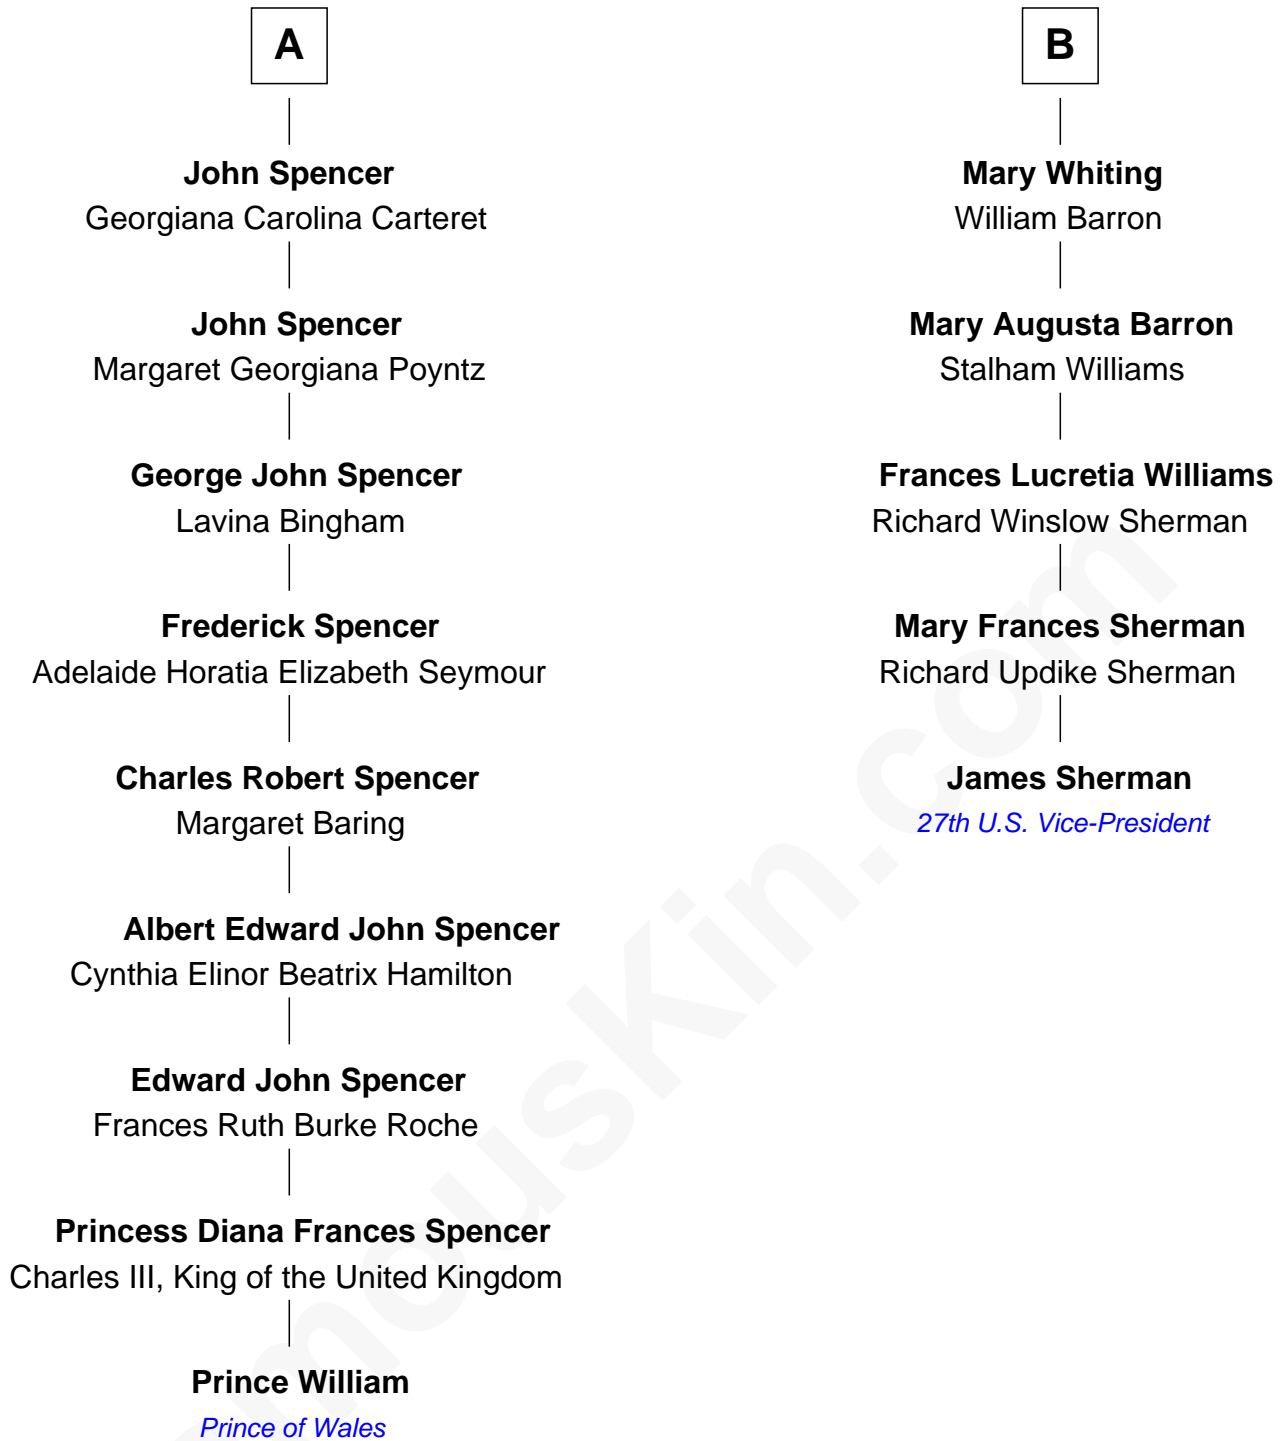 A
John Spencer
Georgiana Carolina Carteret
John Spencer
Margaret Georgiana Poyntz
George John Spencer
Lavina Bingham
Frederick Spencer
Adelaide Horatia Elizabeth Seymour
Charles Robert Spencer
Margaret Baring
Albert Edward John Spencer
Cynthia Elinor Beatrix Hamilton
Edward John Spencer
Frances Ruth Burke Roche
Princess Diana Frances Spencer
Charles III, King of the United Kingdom
Prince William
Prince of Wales
B
Mary Whiting
William Barron
Mary Augusta Barron
Stalham Williams
Frances Lucretia Williams
Richard Winslow Sherman
Mary Frances Sherman
Richard Updike Sherman
James Sherman
27th U.S. Vice-President
mouskin.com